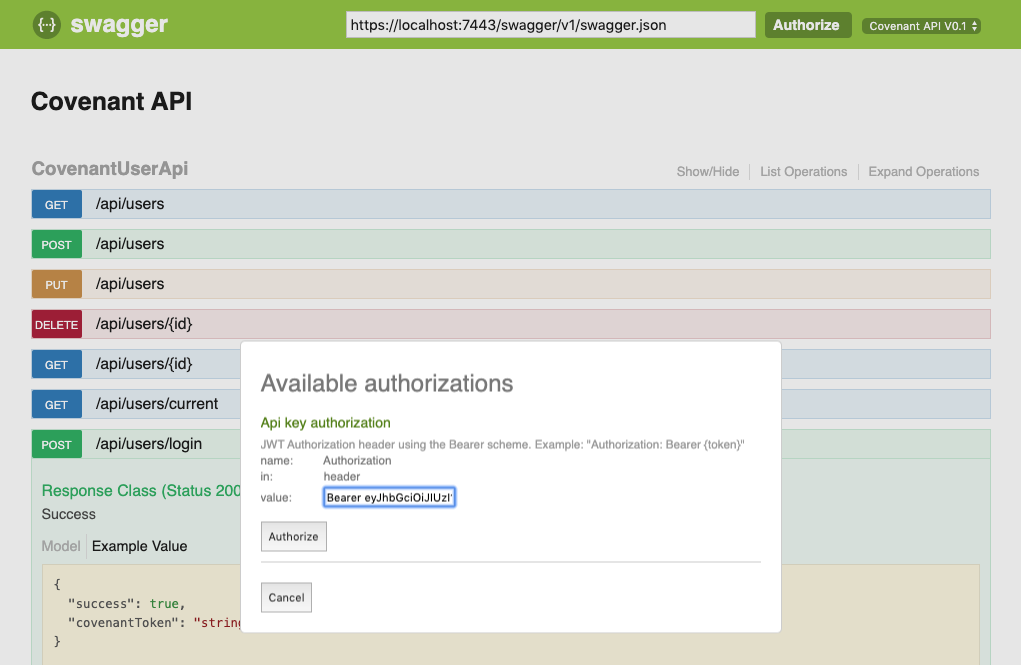 {···} swagger https://localhost:7443/swagger/v1/swagger.json Authorize Covenant API V0.1
Covenant API
CovenantUserApi Show/Hide List Operations Expand Operations
GET /api/users
POST /api/users
PUT /api/users
DELETE /api/users/{id}
GET /api/users/{id}
GET /api/users/current
POST /api/users/login
Response Class (Status 200
Success
Model Example Value
{
"success": true,
"covenantToken": "string
}
Available authorizations
Api key authorization
JWT Authorization header using the Bearer scheme. Example: "Authorization: Bearer {token}"
name: Authorization
in: header
value: Bearer eyJhbGciOiJIUzI
Authorize
Cancel